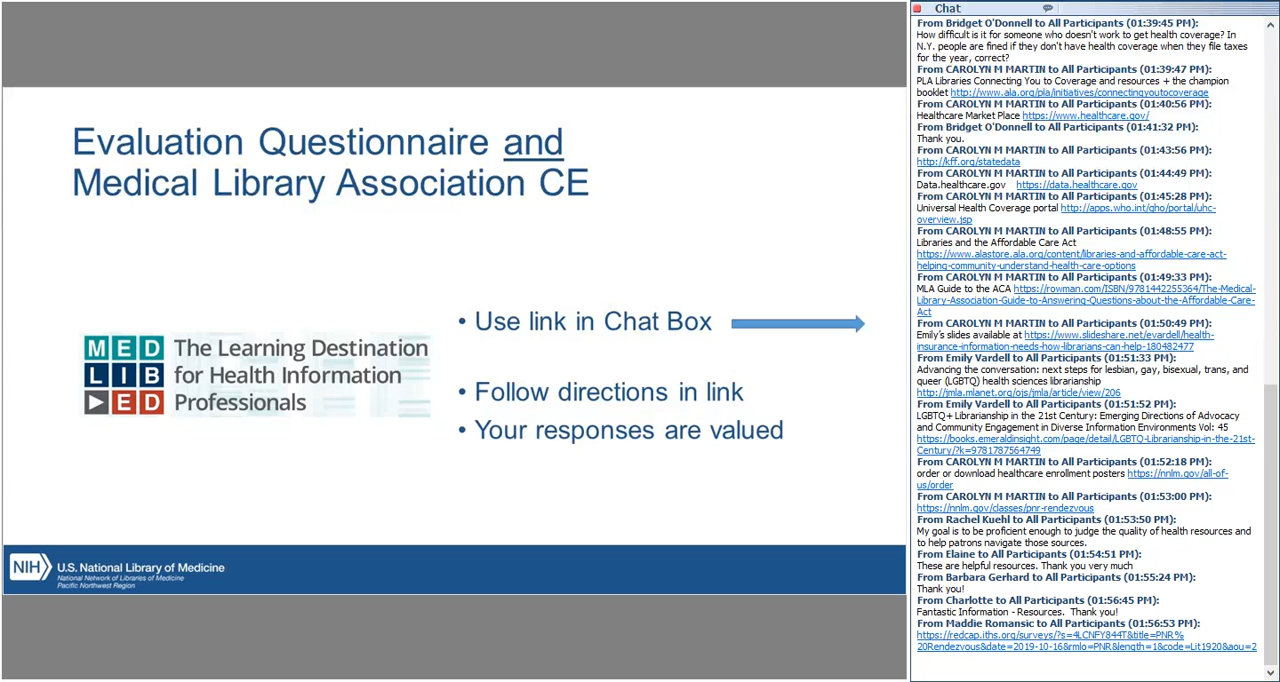 Evaluation Questionnaire and
Medical Library Association CE
MED
LIB
ED
The Learning Destination
for Health Information
Professionals
• Use link in Chat Box
• Follow directions in link
• Your responses are valued
NIH
U.S. National Library of Medicine
National Network of Libraries of Medicine
Pacific Northwest Region
Chat
From Bridget O'Donnell to All Participants (01:39:45 PM):
How difficult is it for someone who doesn't work to get health coverage? In
N.Y. people are fined if they don't have health coverage when they file taxes
for the year, correct?
From CAROLYN M MARTIN to All Participants (01:39:47 PM):
PLA Libraries Connecting You to Coverage and resources + the champion
booklet http://www.ala.org/pla/initiatives/connectingyoutocoverage
From CAROLYN M MARTIN to All Participants (01:40:56 PM):
Healthcare Market Place https://www.healthcare.gov/
From Bridget O'Donnell to All Participants (01:41:32 PM):
Thank you.
From CAROLYN M MARTIN to All Participants (01:43:56 PM):
http://kff.org/statedata
From CAROLYN M MARTIN to All Participants (01:44:49 PM):
Data.healthcare.gov https://data.healthcare.gov
From CAROLYN M MARTIN to All Participants (01:45:28 PM):
Universal Health Coverage portal http://apps.who.int/gho/portal/uhc-
overview.jsp
From CAROLYN M MARTIN to All Participants (01:48:55 PM):
Libraries and the Affordable Care Act
https://www.alastore.ala.org/content/libraries-and-affordable-care-act-
helping-community-understand-health-care-options
From CAROLYN M MARTIN to All Participants (01:49:33 PM):
MLA Guide to the ACA https://rowman.com/ISBN/9781442255364/The-Medical-
Library-Association-Guide-to-Answering-Questions-about-the-Affordable-Care-
Act
From CAROLYN M MARTIN to All Participants (01:50:49 PM):
Emily's slides available at https://www.slideshare.net/evardell/health-
insurance-information-needs-how-librarians-can-help-180482477
From Emily Vardell to All Participants (01:51:33 PM):
Advancing the conversation: next steps for lesbian, gay, bisexual, trans, and
queer (LGBTQ) health sciences librarianship
http://jmla.mlanet.org/ojs/jmla/article/view/206
From Emily Vardell to All Participants (01:51:52 PM):
LGBTQ+Librarianship in the 21st Century: Emerging Directions of Advocacy
and Community Engagement in Diverse Information Environments Vol: 45
https://books.emeraldinsight.com/page/detail/LGBTQ-Librarianship-in-the-21st-
Century/?k=9781787564749
From CAROLYN M MARTIN to All Participants (01:52:18 PM):
order or download healthcare enrollment posters https://nnlm.gov/all-of-
us/order
From CAROLYN M MARTIN to All Participants (01:53:00 PM):
https://nnlm.gov/classes/pnr-rendezvous
From Rachel Kuehl to All Participants (01:53:50 PM):
My goal is to be proficient enough to judge the quality of health resources and
to help patrons navigate those sources.
From Elaine to All Participants (01:54:51 PM):
These are helpful resources. Thank you very much
From Barbara Gerhard to All Participants (01:55:24 PM):
Thank you!
From Charlotte to All Participants (01:56:45 PM):
Fantastic Information - Resources. Thank you!
From Maddie Romansic to All Participants (01:56:53 PM):
https://redcap.iths.org/surveys/?s=4LCNFY844T&title=PNR%
20Rendezvous&date=2019-10-16&rmlo=PNR&length=1&code=Lit1920&aou=2